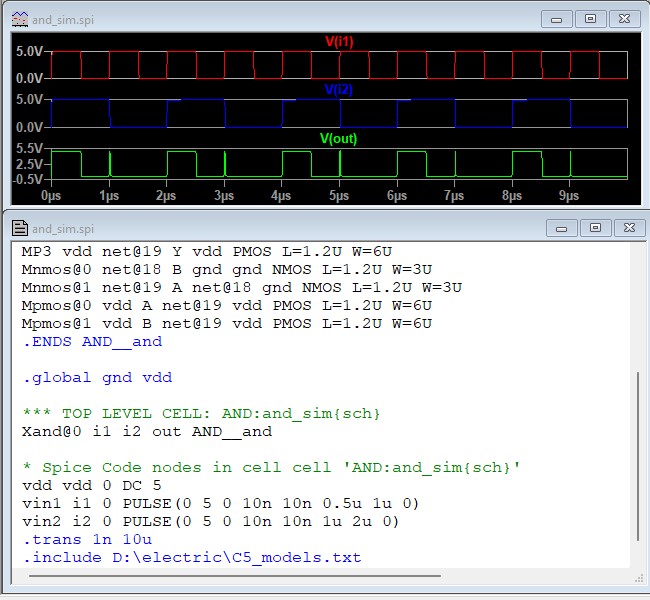 and_sim.spi
V(i1)
5.0V
0.0V
V(i2)
5.0V
0.0V
V(out)
5.5V
2.5V
-0.5V
0µs 1µs 2µs 3µs 4µs 5µs 6µs 7µs 8µs 9µs
and_sim.spi
MP3 vdd net@19 Y vdd PMOS L=1.2U W=6U
Mnmos@0 net@18 B gnd gnd NMOS L=1.2U W=3U
Mnmos@1 net@19 A net@18 gnd NMOS L=1.2U W=3U
Mpmos@0 vdd A net@19 vdd PMOS L=1.2U W=6U
Mpmos@1 vdd B net@19 vdd PMOS L=1.2U W=6U
.ENDS AND__and
.global gnd vdd
*** TOP LEVEL CELL: AND:and_sim{sch}
Xand@0 i1 i2 out AND__and
* Spice Code nodes in cell cell 'AND:and_sim{sch}'
vdd vdd 0 DC 5
vin1 i1 0 PULSE(0 5 0 10n 10n 0.5u 1u 0)
vin2 i2 0 PULSE(0 5 0 10n 10n 1u 2u 0)
.trans 1n 10u
.include D:\electric\C5_models.txt